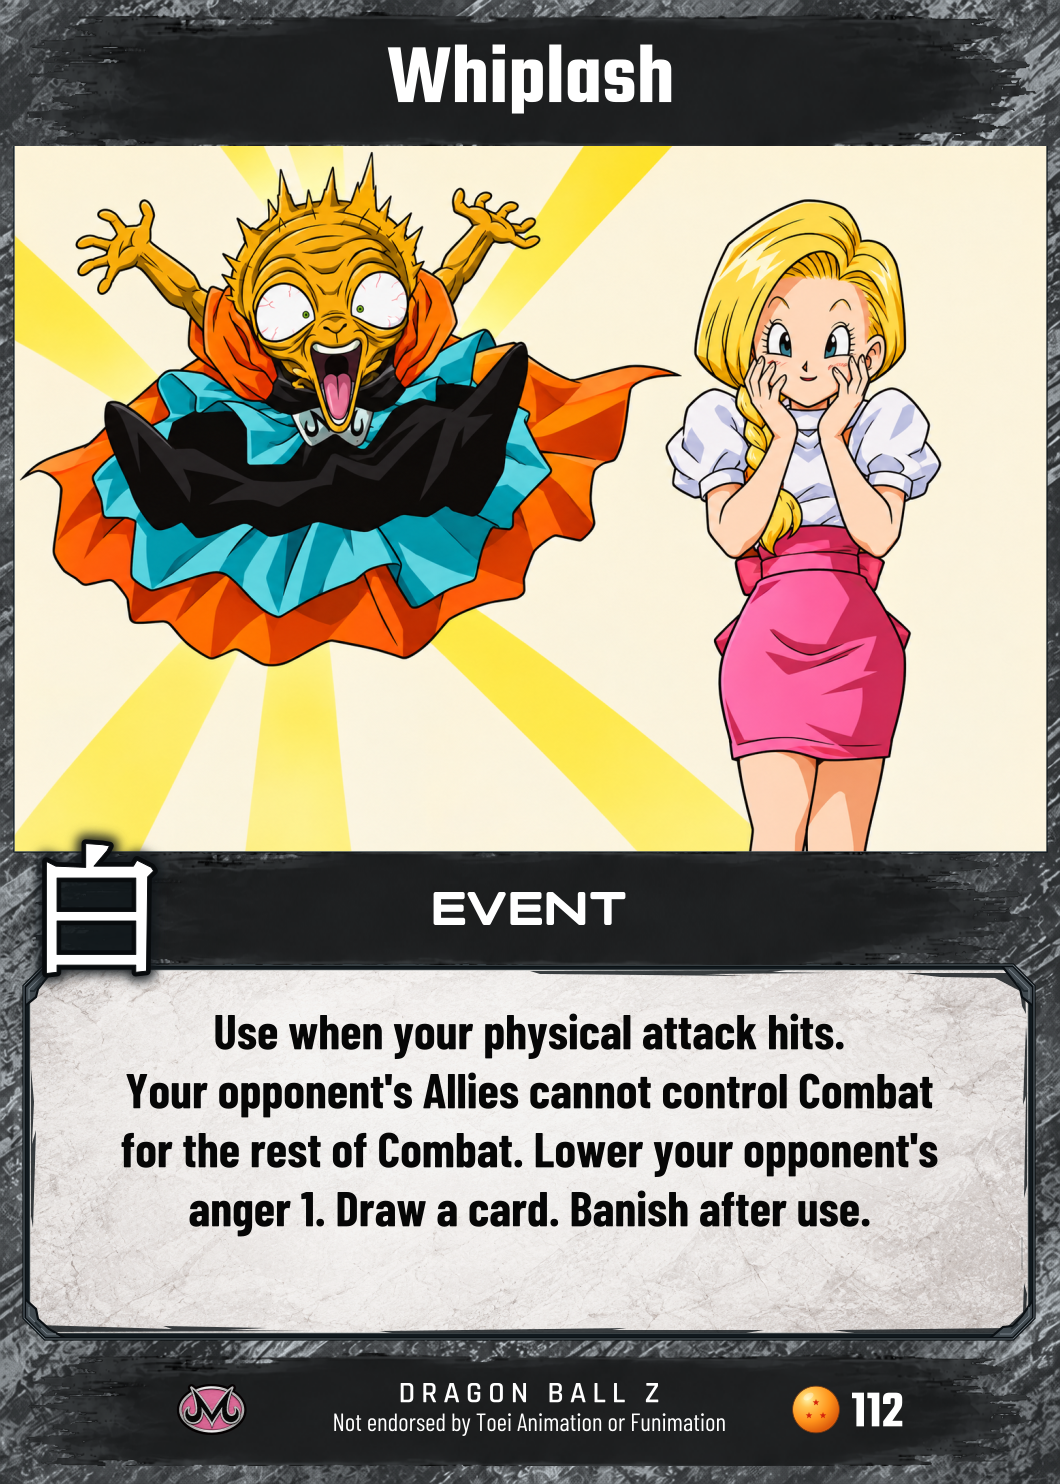 Whiplash
白
EVENT
Use when your physical attack hits.
Your opponent's Allies cannot control Combat
for the rest of Combat. Lower your opponent's
anger 1. Draw a card. Banish after use.
DRAGON BALL Z
Not endorsed by Toei Animation or Funimation
112